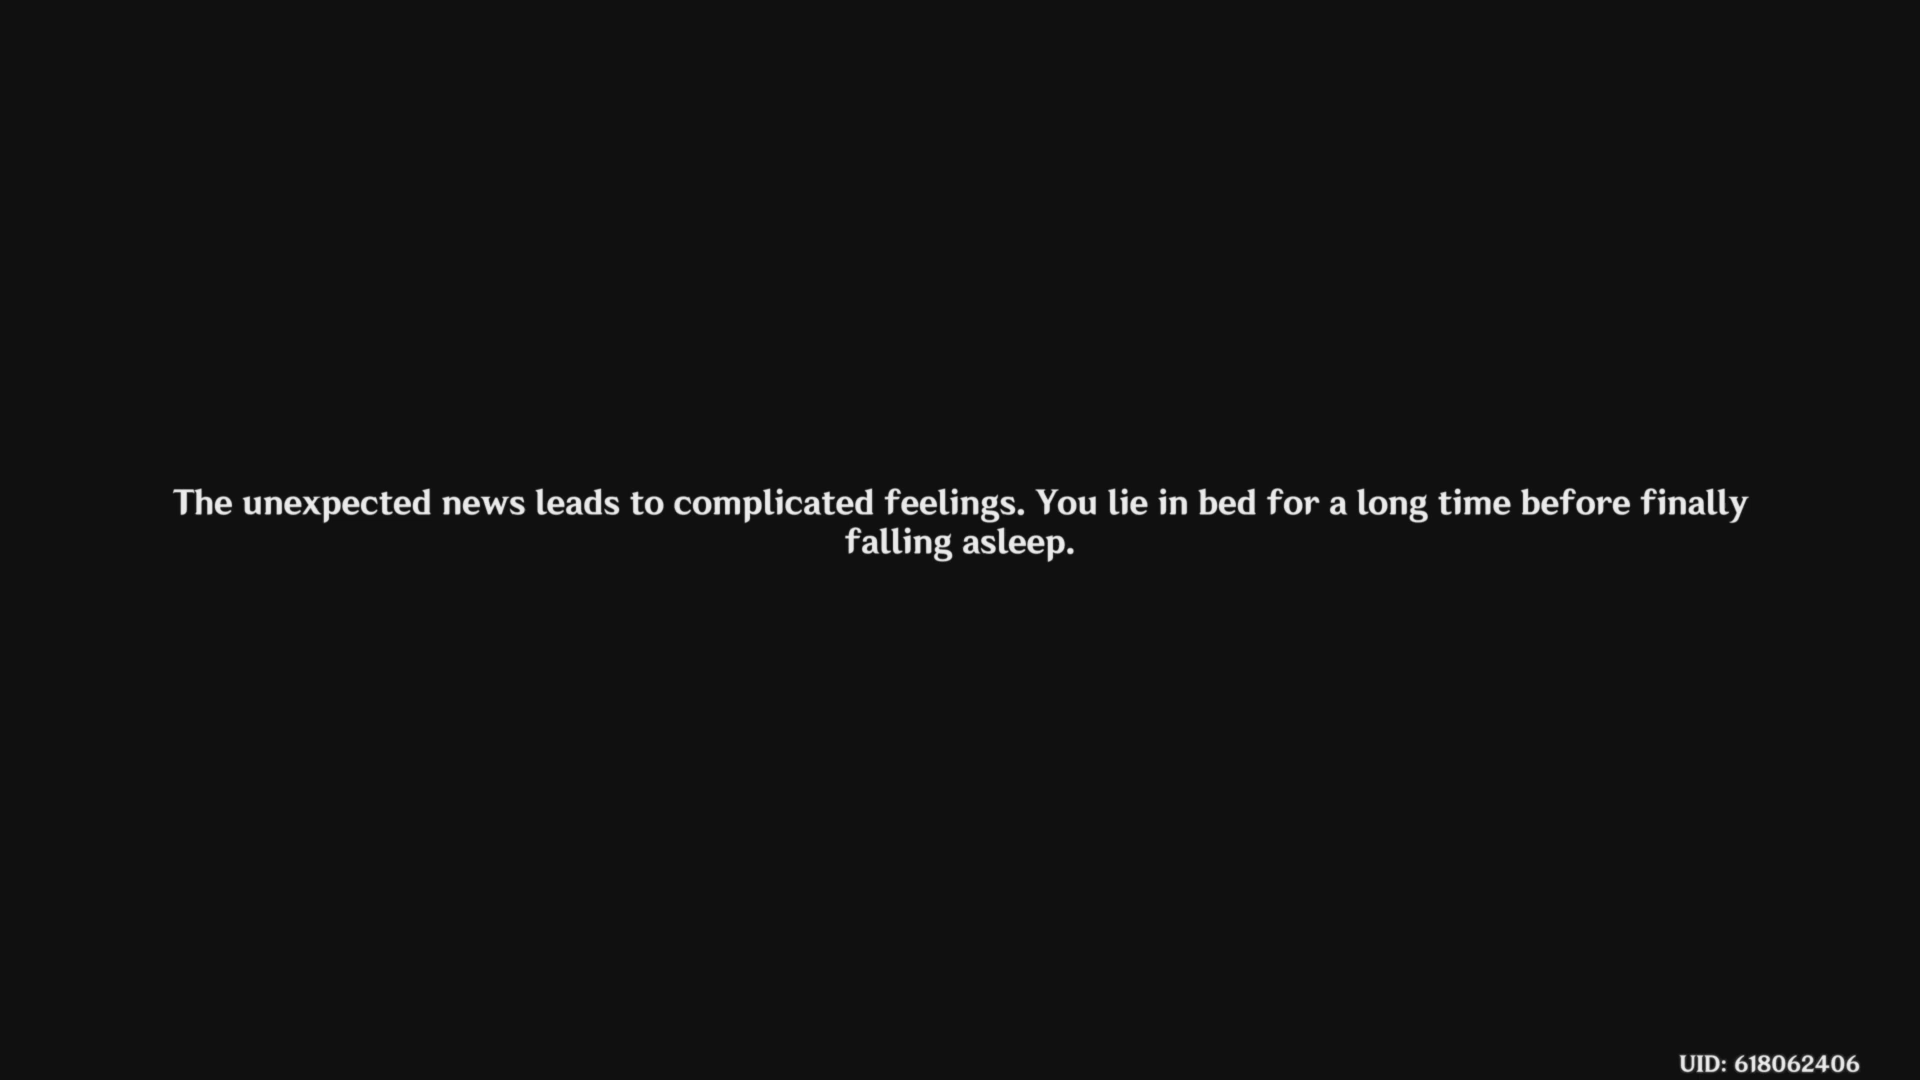 The unexpected news leads to complicated feelings. You lie in bed for a long time before finally
falling asleep.
UID: 618062406